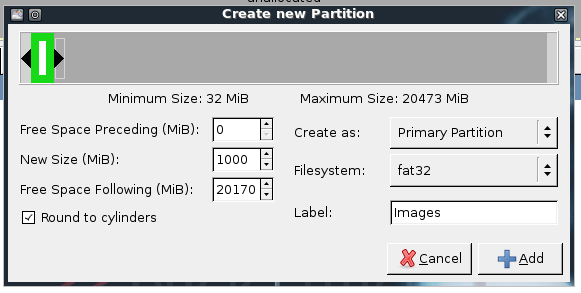 unallocated
Create new Partition
Minimum Size: 32 MiB Maximum Size: 20473 MiB
Free Space Preceding (MiB): 0
Create as: Primary Partition
New Size (MiB): 1000
Filesystem: fat32
Free Space Following (MiB): 20170
Label: Images
Round to cylinders
Cancel Add